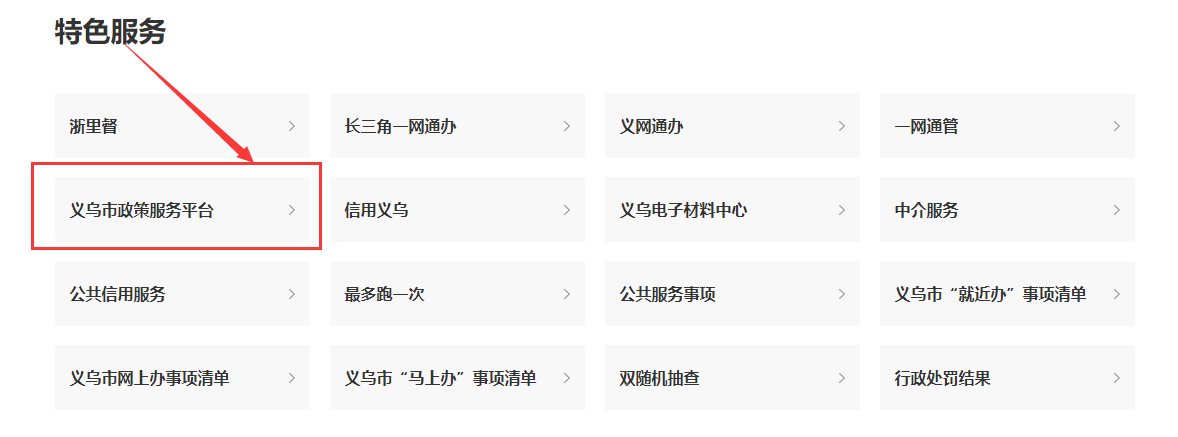 特色服务
浙里督
长三角一网通办
义网通办
一网通管
义乌市政策服务平台
信用义乌
义乌电子材料中心
中介服务
公共信用服务
最多跑一次
公共服务事项
义乌市“就近办”事项清单
义乌市网上办事项清单
义乌市“马上办”事项清单
双随机抽查
行政处罚结果